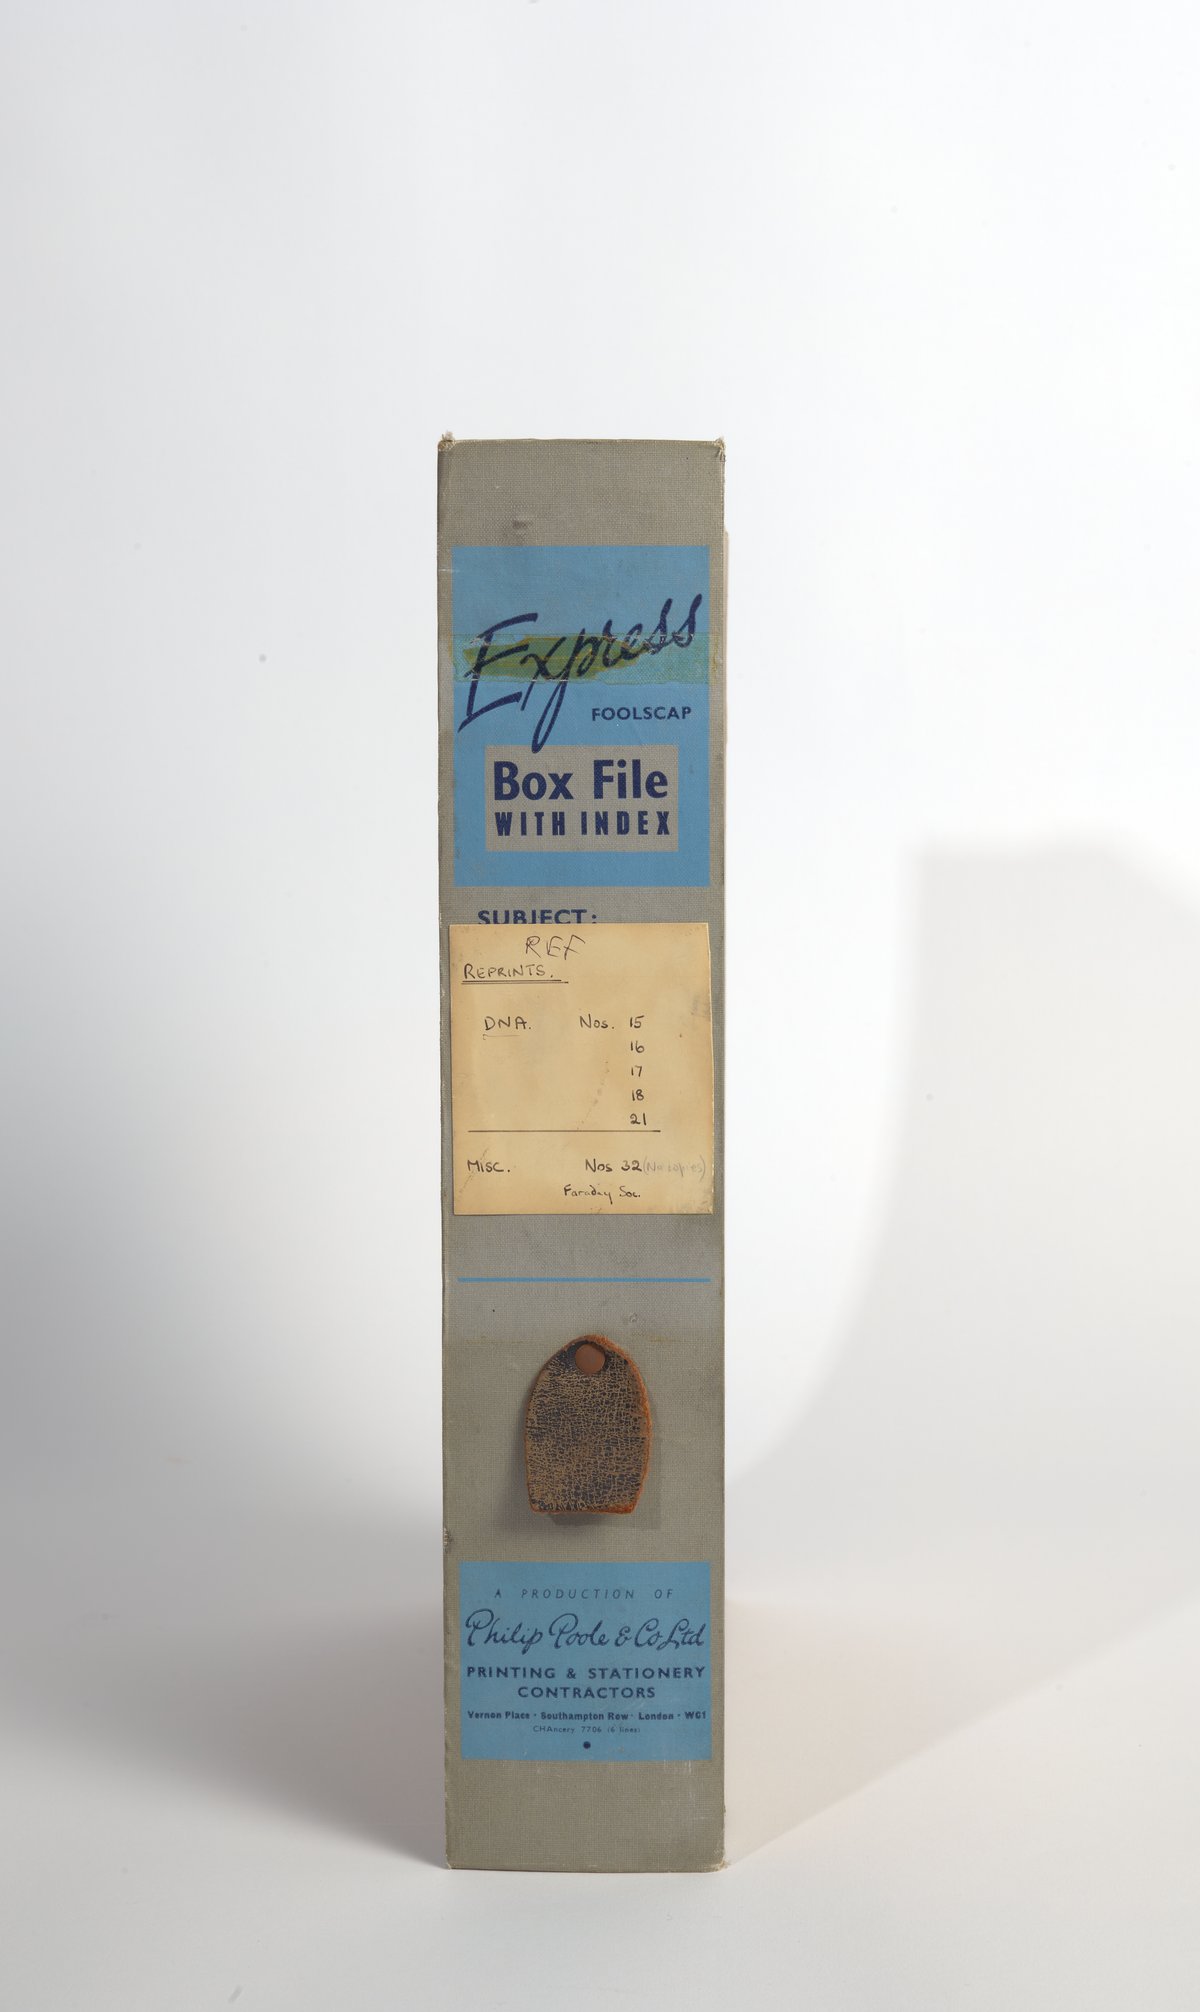 Express
FOOLSCAP
Box File
WITH INDEX
SUBJECT:
REF
REPRINTS.
DNA. Nos. 15
16
17
18
21
MISC. Nos 32 (No copies)
Faraday Soc.
A PRODUCTION OF
Philip Poole & Co Ltd
PRINTING & STATIONERY
CONTRACTORS
Vernon Place · Southampton Row · London · WC1
CHAncery 7706 (6 lines)